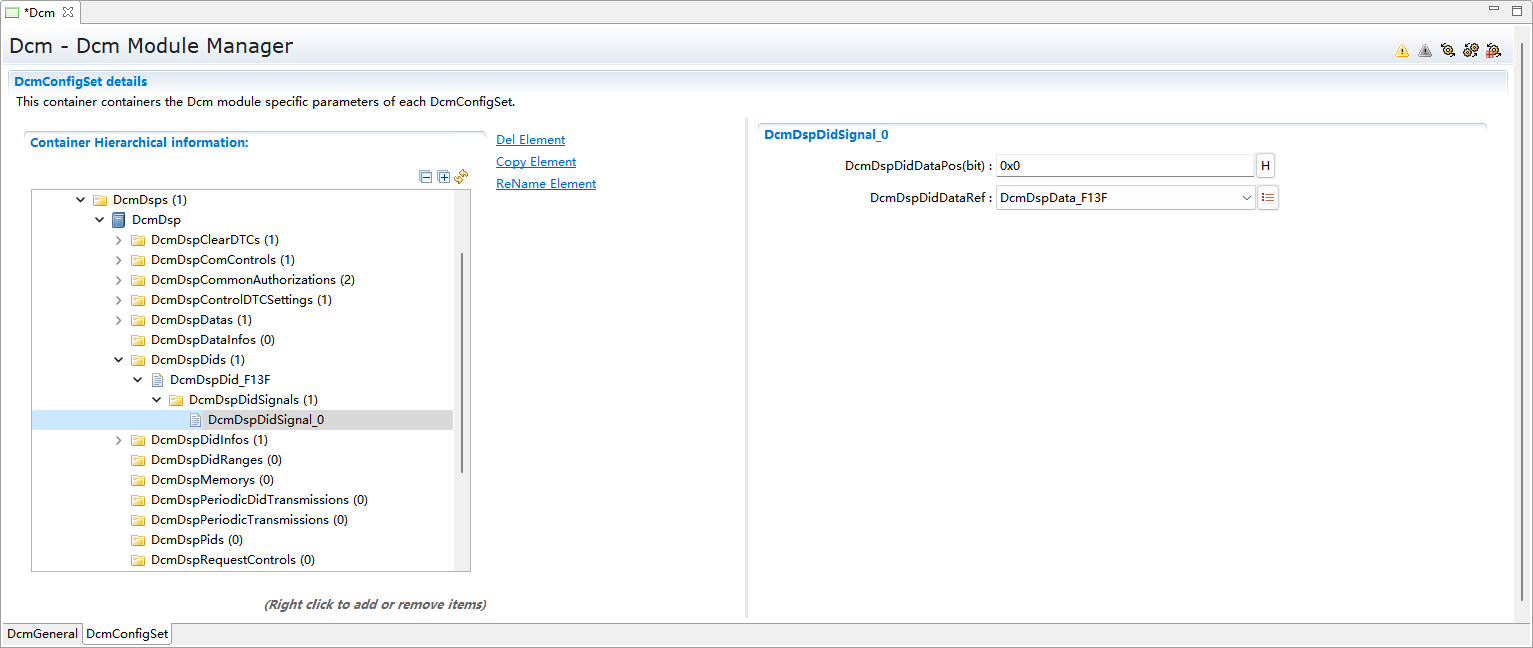 *Dcm
Dcm - Dcm Module Manager
DcmConfigSet details
This container containers the Dcm module specific parameters of each DcmConfigSet.
Container Hierarchical information:
Del Element
Copy Element
ReName Element
DcmDsps (1)
DcmDsp
DcmDspClearDTCs (1)
DcmDspComControls (1)
DcmDspCommonAuthorizations (2)
DcmDspControlDTCSettings (1)
DcmDspDatas (1)
DcmDspDataInfos (0)
DcmDspDids (1)
DcmDspDid_F13F
DcmDspDidSignals (1)
DcmDspDidSignal_0
DcmDspDidInfos (1)
DcmDspDidRanges (0)
DcmDspMemorys (0)
DcmDspPeriodicDidTransmissions (0)
DcmDspPeriodicTransmissions (0)
DcmDspPids (0)
DcmDspRequestControls (0)
(Right click to add or remove items)
DcmDspDidSignal_0
DcmDspDidDataPos(bit) : 0x0 H
DcmDspDidDataRef : DcmDspData_F13F
DcmGeneral DcmConfigSet